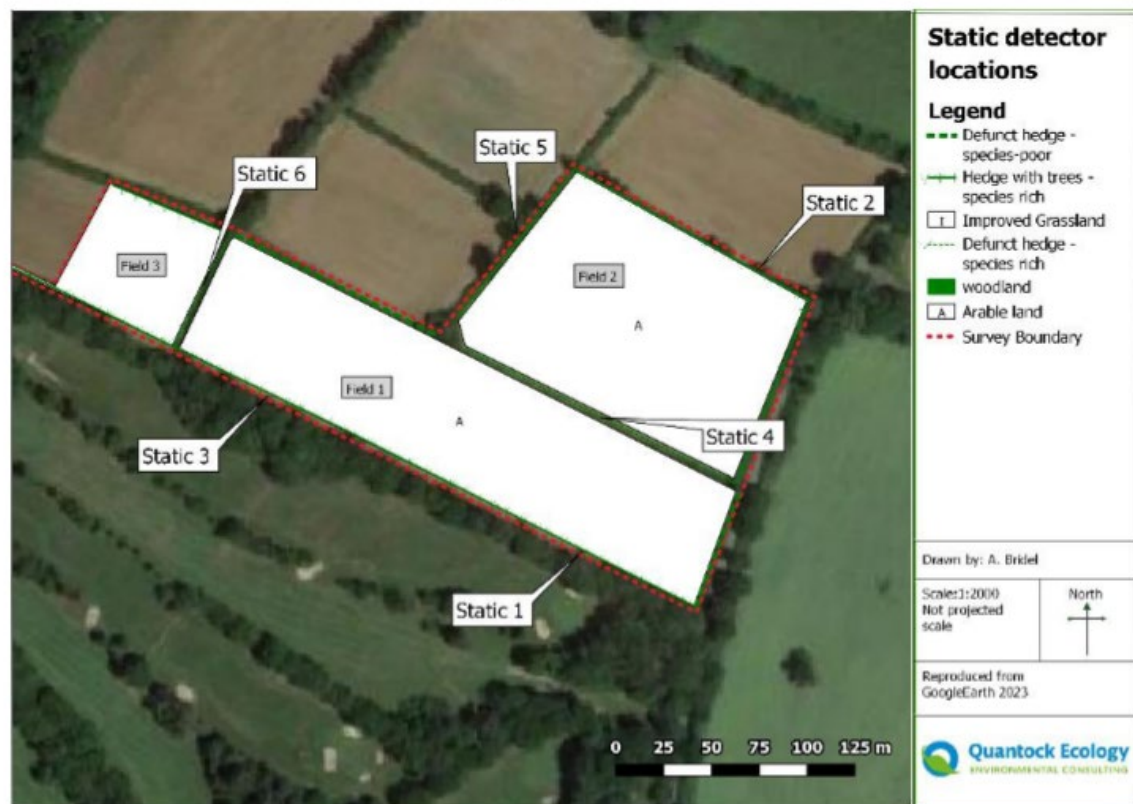 Static detector
locations
Legend
Defunct hedge -
species-poor
Hedge with trees -
species rich
I Improved Grassland
Defunct hedge -
species rich
woodland
A Arable land
Survey Boundary
Static 5
Static 6
Static 2
Field 3
Field 2
A
Field 1
A
Static 4
Static 3
Static 1
0 25 50 75 100 125 m
Drawn by: A. Bridel
Scale:1:2000
Not projected
scale
North
Reproduced from
GoogleEarth 2023
Quantock Ecology
ENVIRONMENTAL CONSULTING